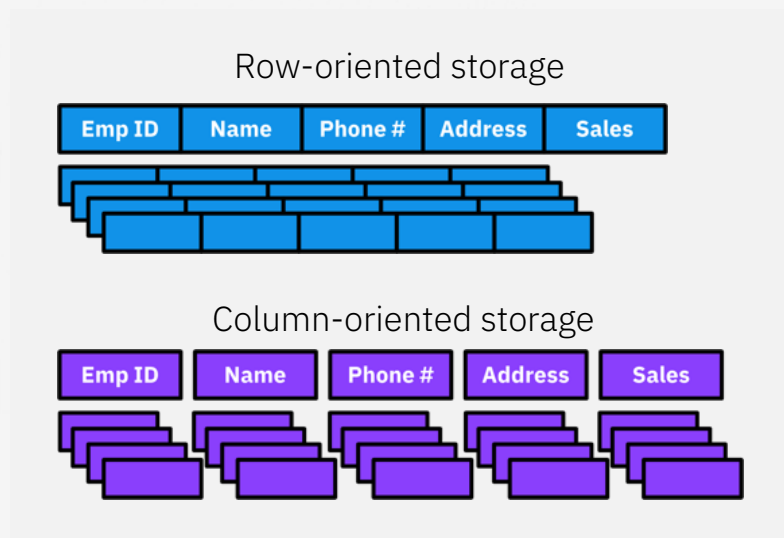 Row-oriented storage
Emp ID Name Phone # Address Sales
Column-oriented storage
Emp ID Name Phone # Address Sales